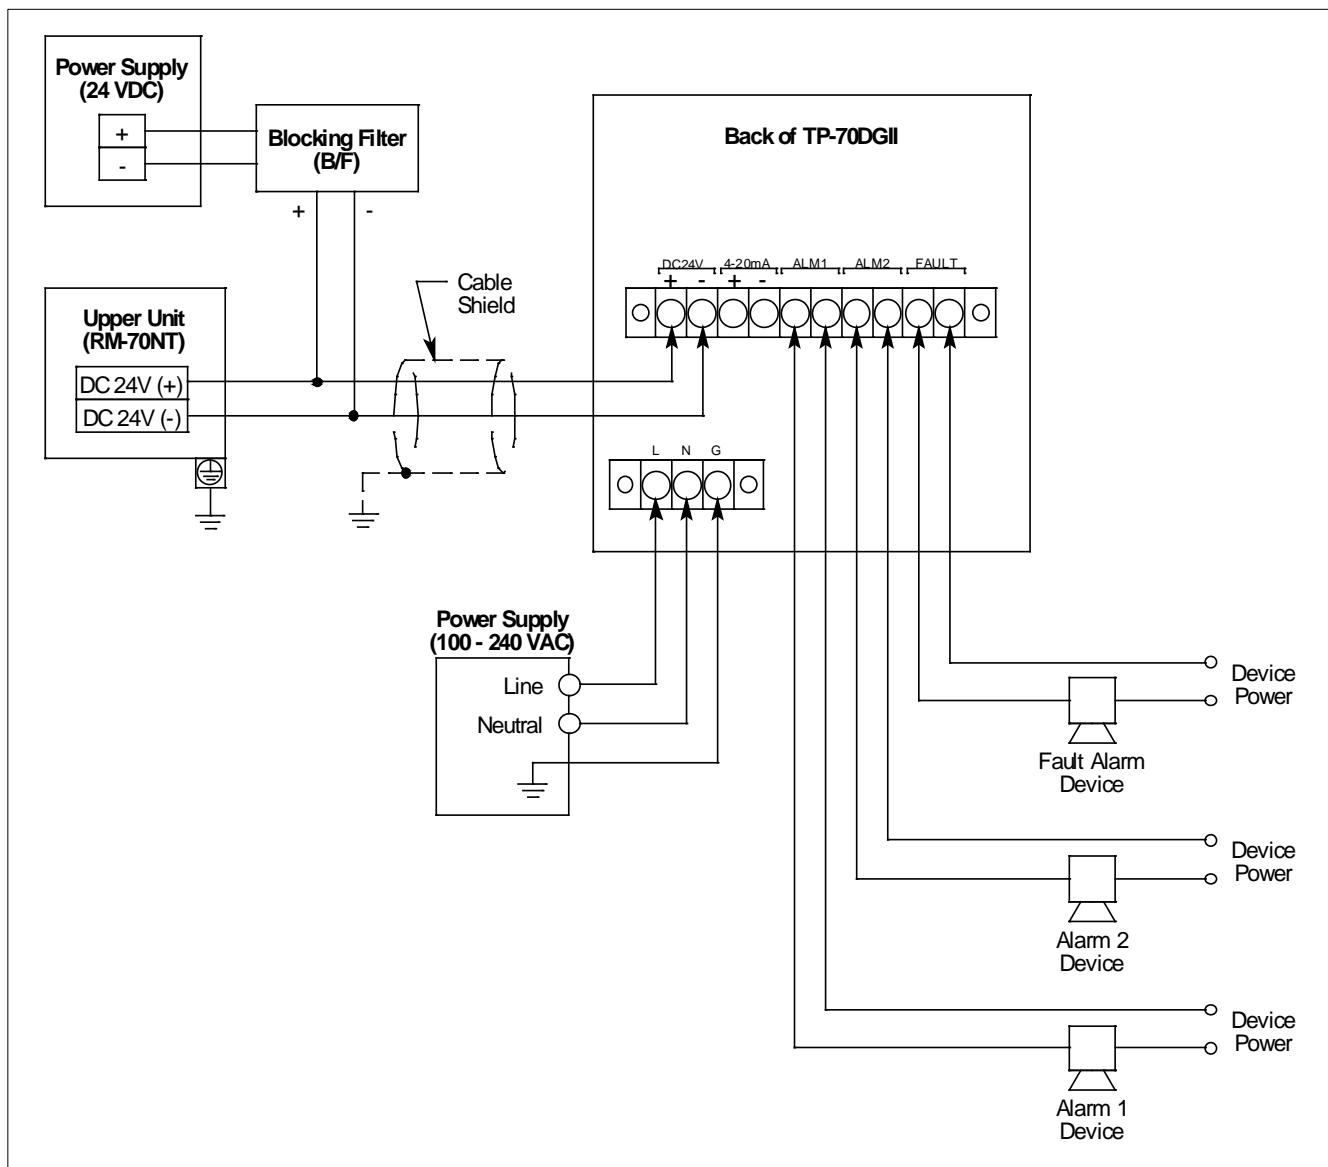 Power Supply
(24 VDC)
+
-
Blocking Filter
(B/F)
+ -
Back of TP-70DGII
Cable
Shield
DC24V 4-20mA ALM1 ALM2 FAULT
+ - + -
Upper Unit
(RM-70NT)
DC 24V (+)
DC 24V (-)
L N G
Power Supply
(100 - 240 VAC)
Line
Neutral
Device
Power
Fault Alarm
Device
Device
Power
Alarm 2
Device
Device
Power
Alarm 1
Device